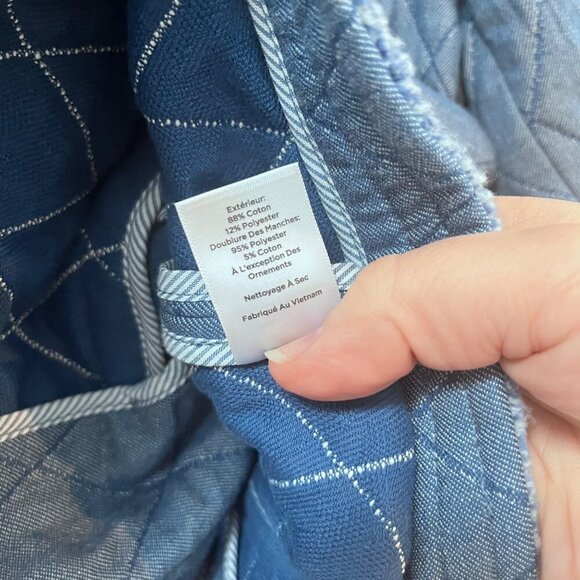 Extérieur:
88% Coton
12% Polyester
Doublure Des Manches:
95% Polyester
5% Coton
À L'exception Des
Ornements
Nettoyage À Sec
Fabriqué Au Vietnam